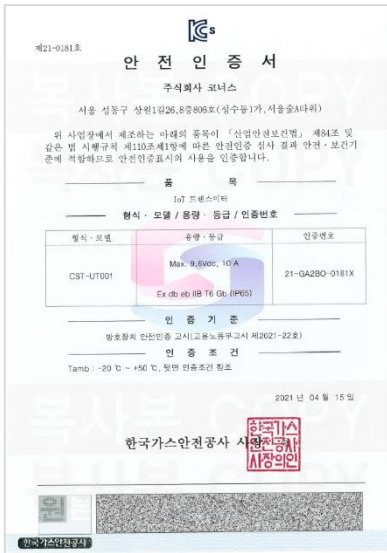 KCs
제21-0181호
안 전 인 증 서
주식회사 코너스
서울 성동구 상원1길26,8층806호(성수동1가,서울숲A타워)
위 사업장에서 제조하는 아래의 품목이 「산업안전보건법」 제84조 및
같은 법 시행규칙 제110조제1항에 따른 안전인증 심사 결과 안전·보건기
준에 적합하므로 안전인증표시의 사용을 인증합니다.
품 목
IoT 트랜스미터
형식 · 모델 / 용량 · 등급 / 인증번호
형식 · 모델 용량 · 등급 인증번호
CST-UT001 Max. 9.6Vdc, 10 A 21-GA2BO-0181X
Ex db eb IIB T6 Gb (IP65)
인 증 기 준
방호장치 안전인증 고시(고용노동부고시 제2021-22호)
인 증 조 건
Tamb : -20 ℃ ~ +50 ℃, 뒷면 인증조건 참조
2021 년 04 월 15 일
한국가스안전공사 사장
한국가스
안전공사
사장의인
복사본 COPY
원본
한국가스안전공사